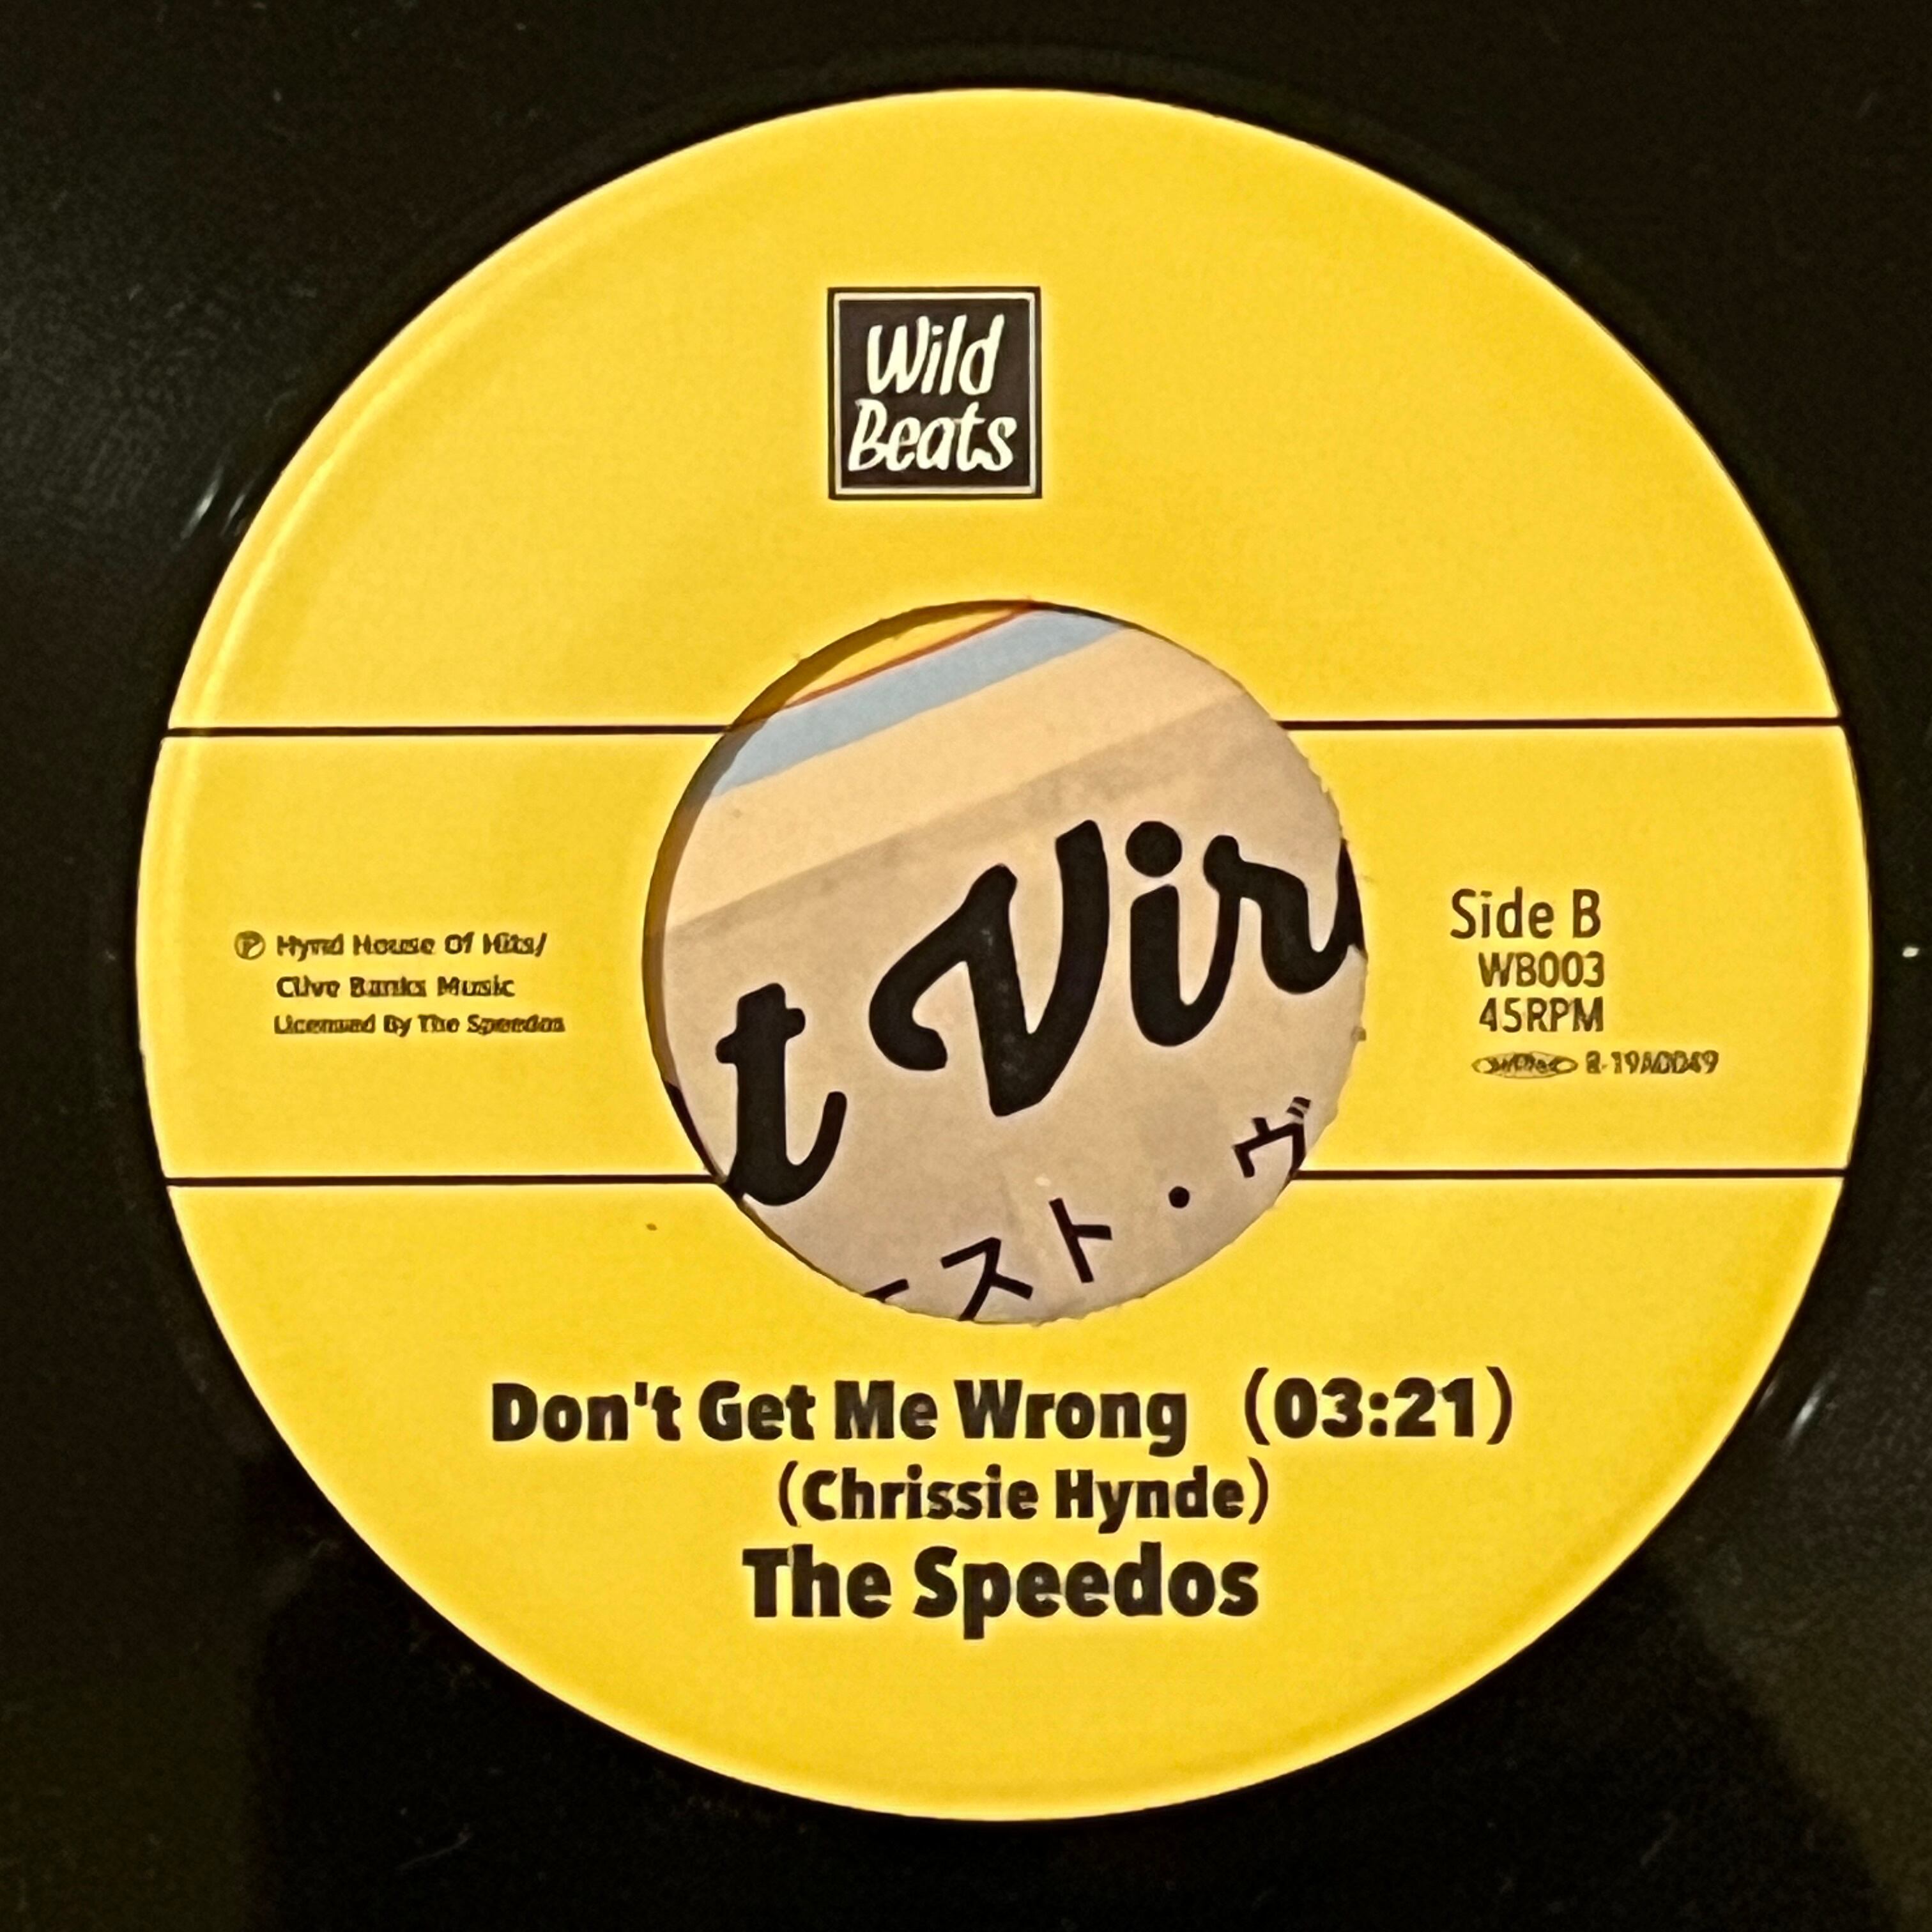 Wild
Beats
Ⓟ Hynd House Of Hits/
Clive Banks Music
Licensed By The Speedos
t Vir
スト・ヴ
Side B
WB003
45RPM
Don't Get Me Wrong （03:21）
（Chrissie Hynde）
The Speedos